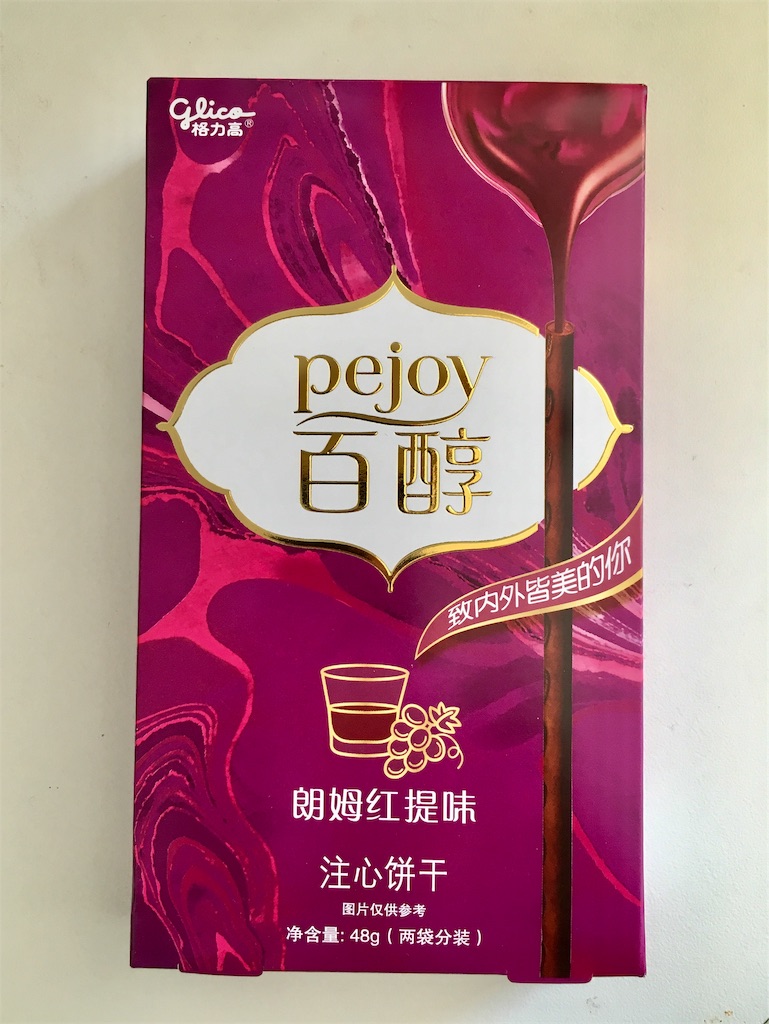 Glico
格力高®
pejoy
百醇
致内外皆美的你
朗姆红提味
注心饼干
图片仅供参考
净含量: 48g（两袋分装）